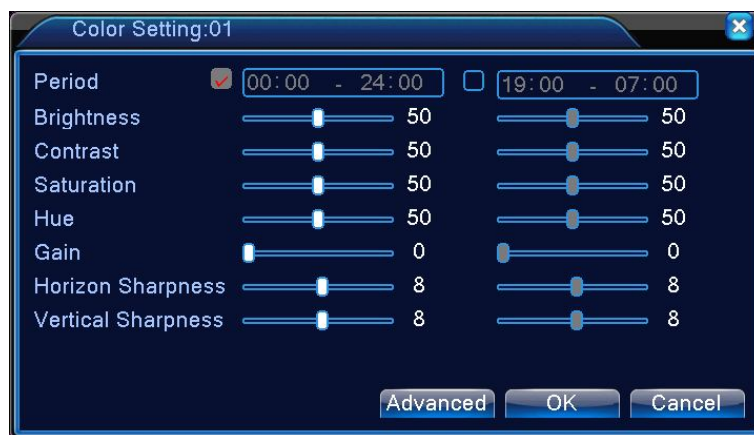 Color Setting:01
Period 00:00 - 24:00 19:00 - 07:00
Brightness 50 50
Contrast 50 50
Saturation 50 50
Hue 50 50
Gain 0 0
Horizon Sharpness 8 8
Vertical Sharpness 8 8
Advanced OK Cancel